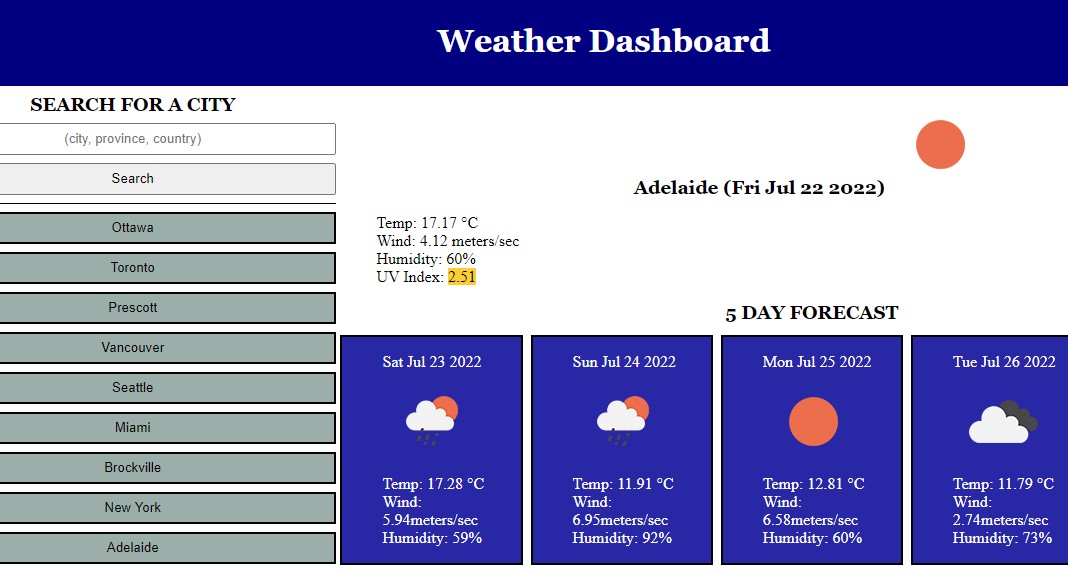 Weather Dashboard
SEARCH FOR A CITY
(city, province, country)
Search
Ottawa
Toronto
Prescott
Vancouver
Seattle
Miami
Brockville
New York
Adelaide
Adelaide (Fri Jul 22 2022)
Temp: 17.17 °C
Wind: 4.12 meters/sec
Humidity: 60%
UV Index: 2.51
5 DAY FORECAST
Sat Jul 23 2022
Temp: 17.28 °C
Wind:
5.94meters/sec
Humidity: 59%
Sun Jul 24 2022
Temp: 11.91 °C
Wind:
6.95meters/sec
Humidity: 92%
Mon Jul 25 2022
Temp: 12.81 °C
Wind:
6.58meters/sec
Humidity: 60%
Tue Jul 26 2022
Temp: 11.79 °C
Wind:
2.74meters/sec
Humidity: 73%